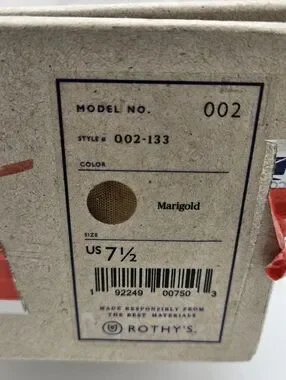 MODEL NO. 002
STYLE # 002-133
COLOR
Marigold
SIZE
US 7½
1 92249 00750 3
MADE RESPONSIBLY FROM
THE BEST MATERIALS
ROTHY'S.